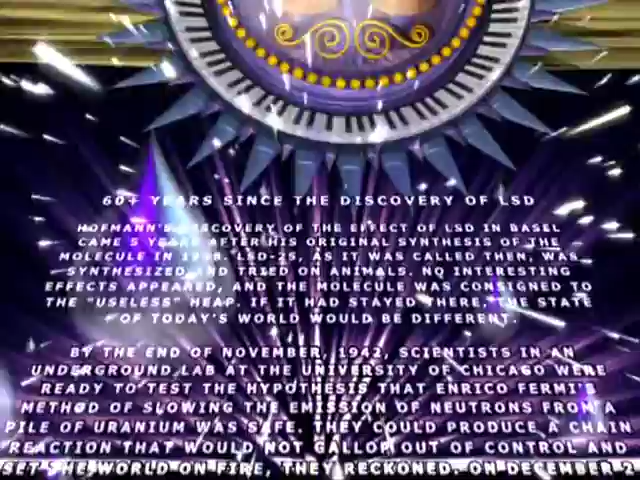 60+ YEARS SINCE THE DISCOVERY OF LSD
HOFMANN'S DISCOVERY OF THE EFFECT OF LSD IN BASEL
CAME 5 YEARS AFTER HIS ORIGINAL SYNTHESIS OF THE
MOLECULE IN 1938. LSD-25, AS IT WAS CALLED THEN, WAS
SYNTHESIZED AND TRIED ON ANIMALS. NO INTERESTING
EFFECTS APPEARED, AND THE MOLECULE WAS CONSIGNED TO
THE "USELESS" HEAP. IF IT HAD STAYED THERE, THE STATE
OF TODAY'S WORLD WOULD BE DIFFERENT.
BY THE END OF NOVEMBER, 1942, SCIENTISTS IN AN
UNDERGROUND LAB AT THE UNIVERSITY OF CHICAGO WERE
READY TO TEST THE HYPOTHESIS THAT ENRICO FERMI'S
METHOD OF SLOWING THE EMISSION OF NEUTRONS FROM A
PILE OF URANIUM WAS SAFE. THEY COULD PRODUCE A CHAIN
REACTION THAT WOULD NOT GALLOP OUT OF CONTROL AND
SET THE WORLD ON FIRE, THEY RECKONED. ON DECEMBER 2